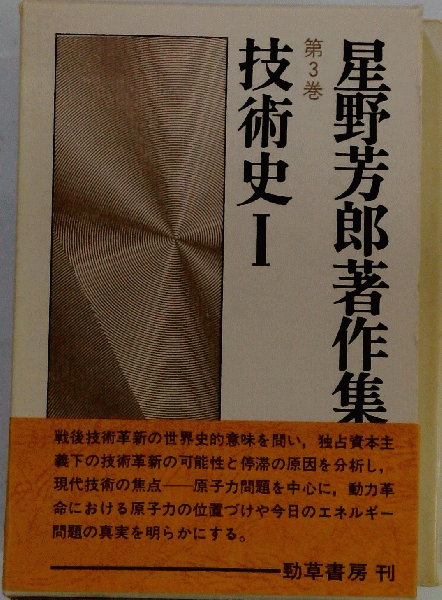 星野芳郎著作集
第3巻
技術史I
戦後技術革新の世界史的意味を問い，独占資本主
義下の技術革新の可能性と停滞の原因を分析し，
現代技術の焦点――原子力問題を中心に，動力革
命における原子力の位置づけや今日のエネルギー
問題の真実を明らかにする。
勁草書房 刊